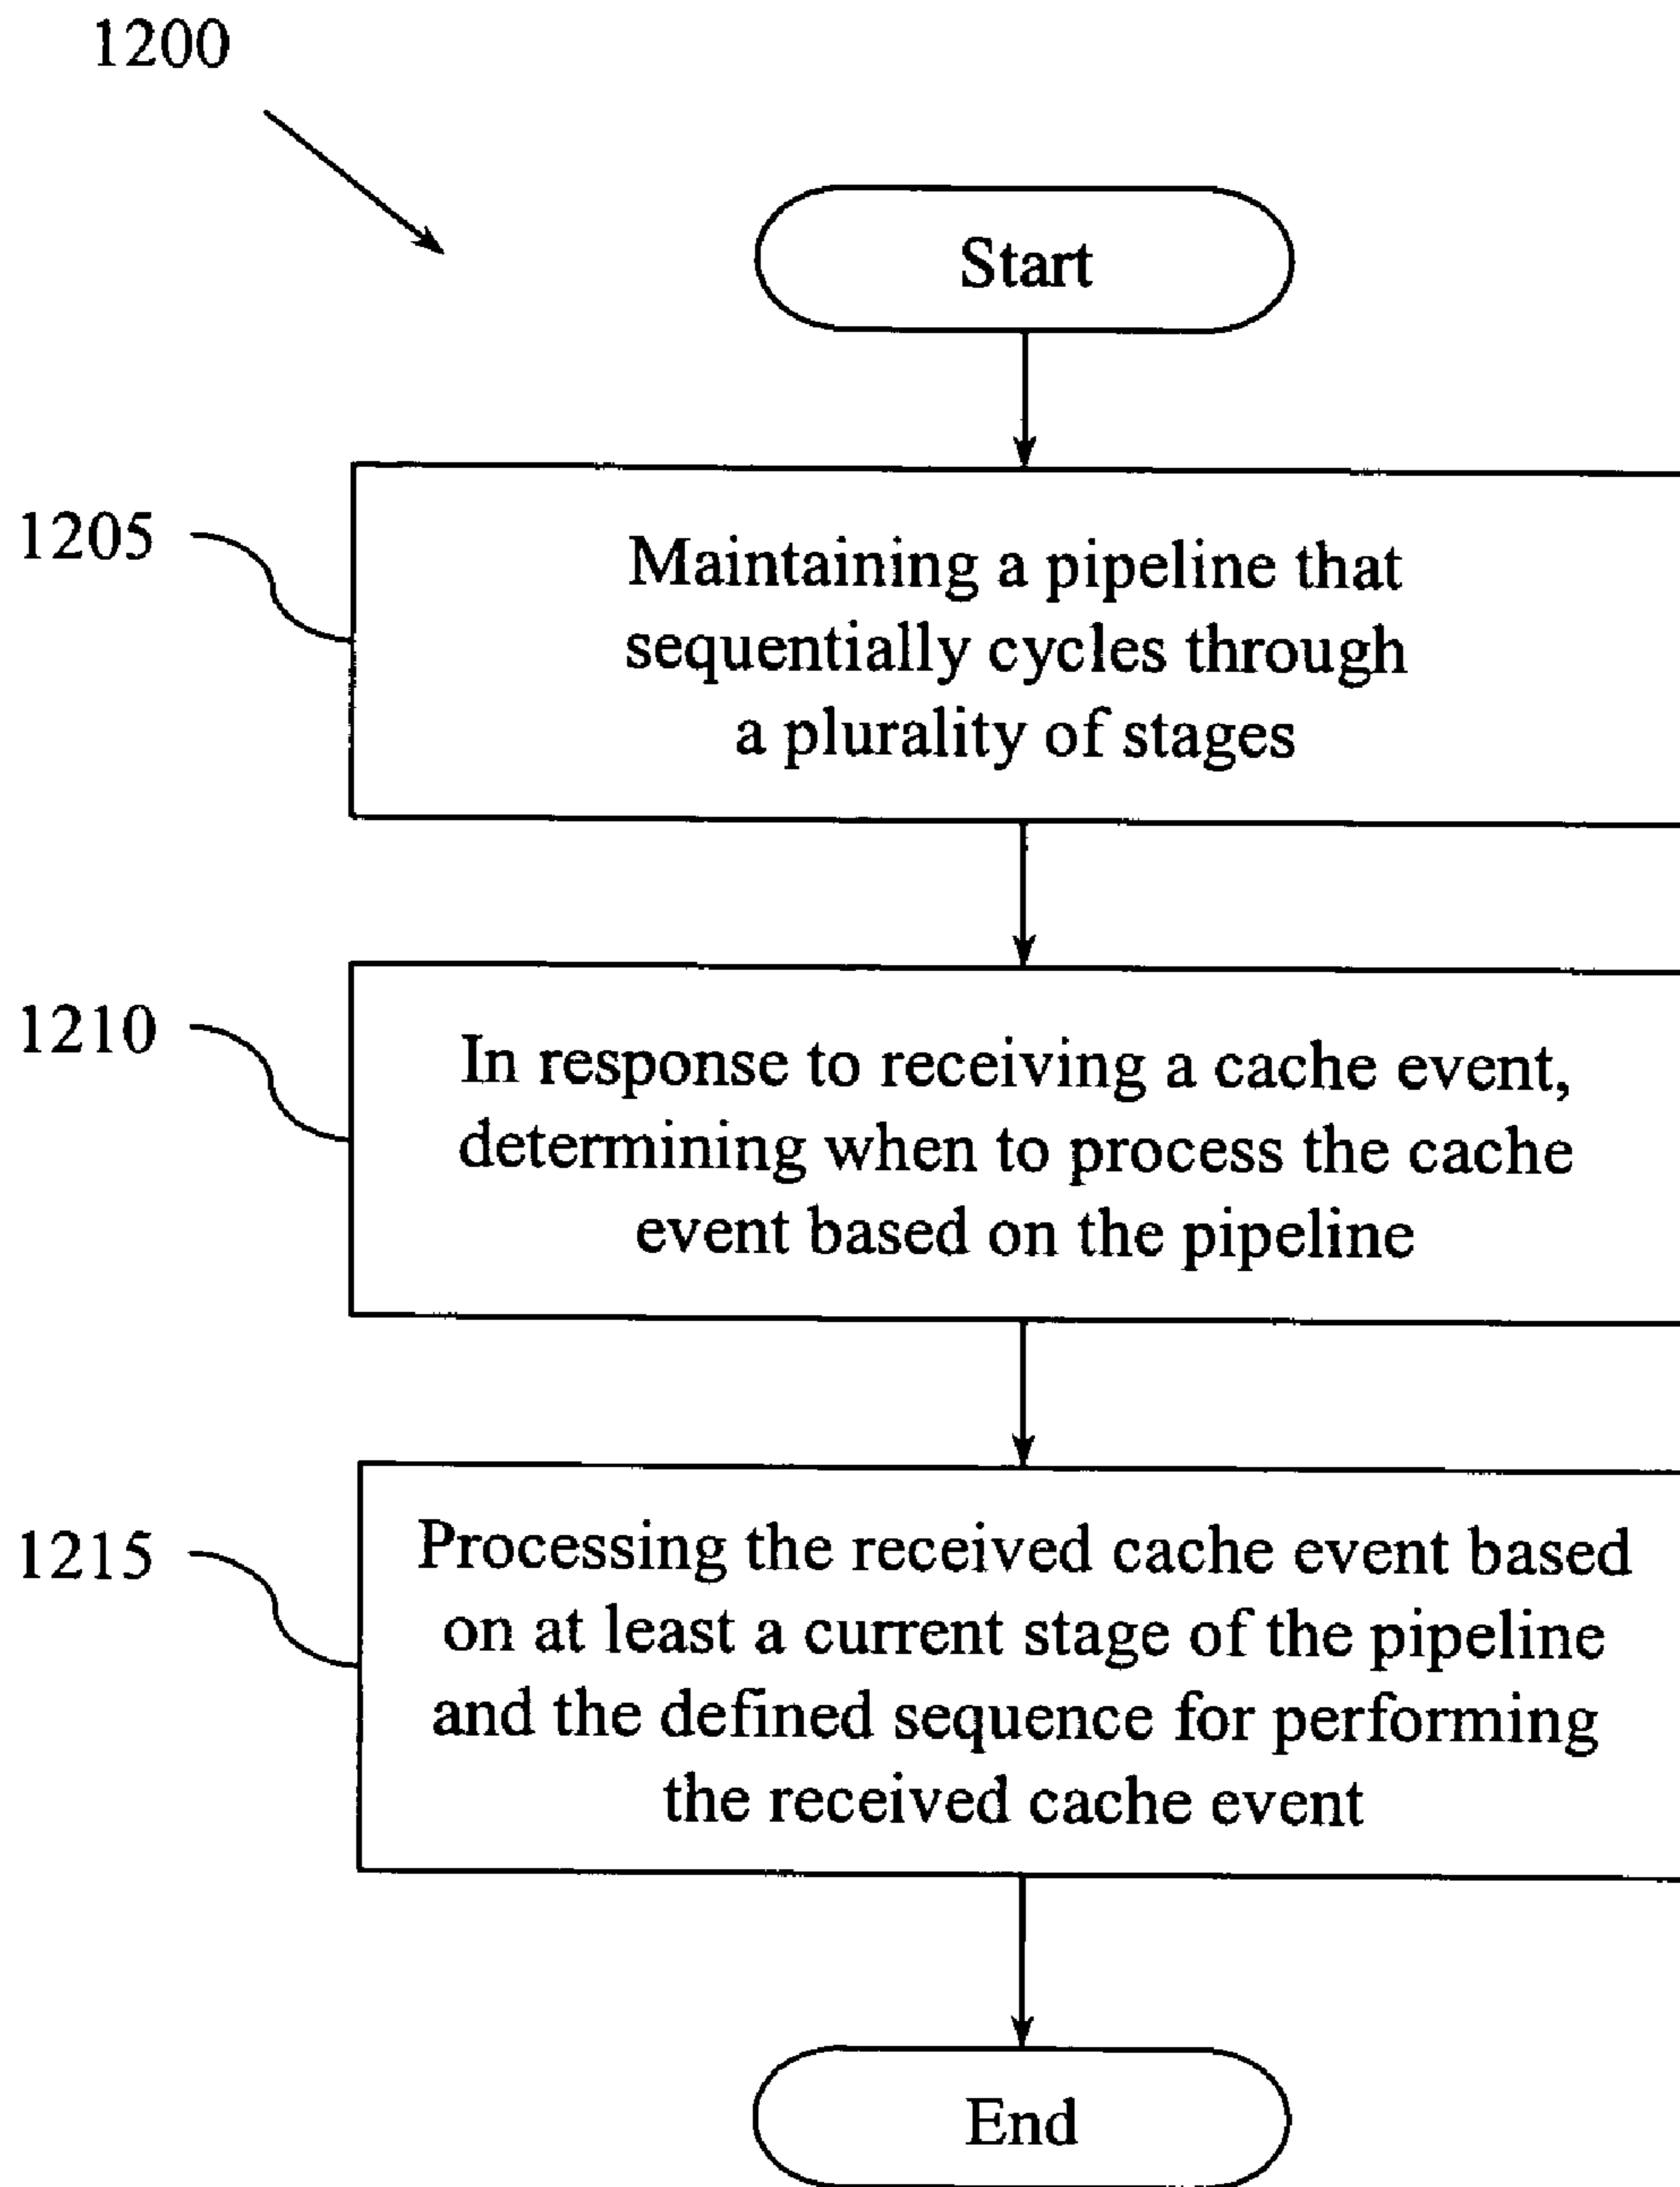 1200
Start
1205
Maintaining a pipeline that
sequentially cycles through
a plurality of stages
1210
In response to receiving a cache event,
determining when to process the cache
event based on the pipeline
1215
Processing the received cache event based
on at least a current stage of the pipeline
and the defined sequence for performing
the received cache event
End